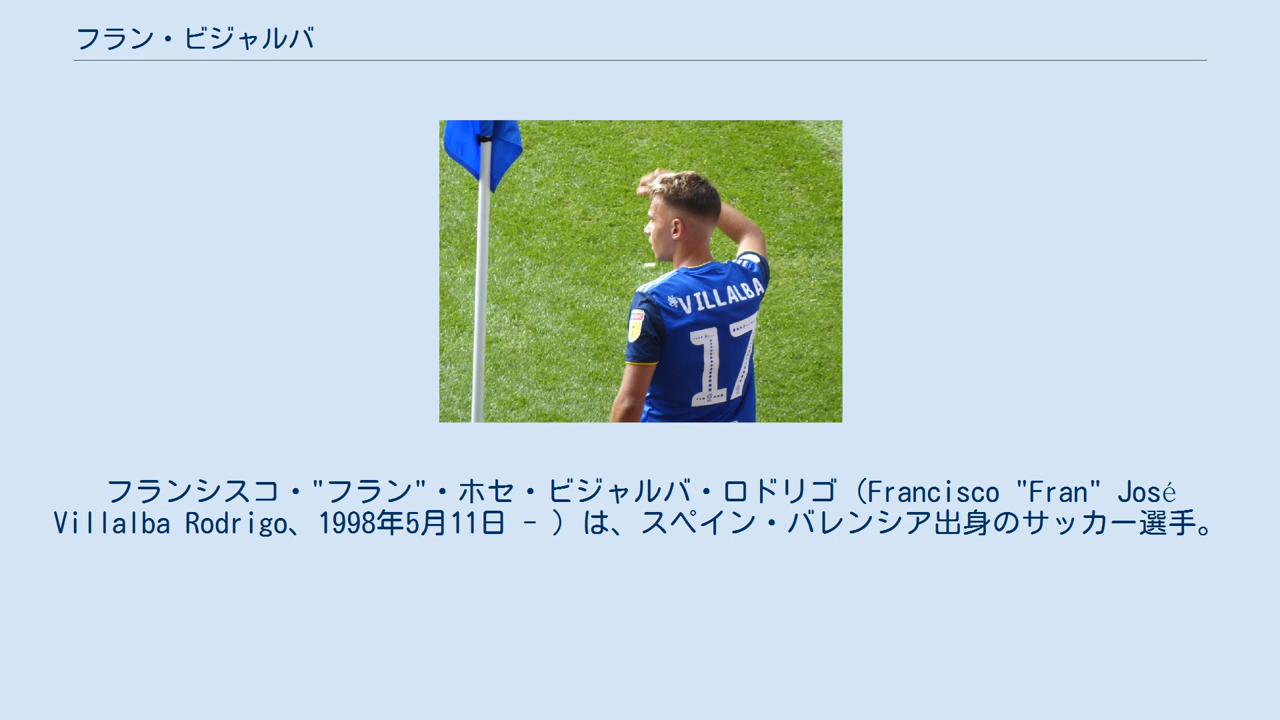 フラン・ビジャルバ
*VILLALBA
17
フランシスコ・"フラン"・ホセ・ビジャルバ・ロドリゴ（Francisco "Fran" José
Villalba Rodrigo、1998年5月11日 - ）は、スペイン・バレンシア出身のサッカー選手。